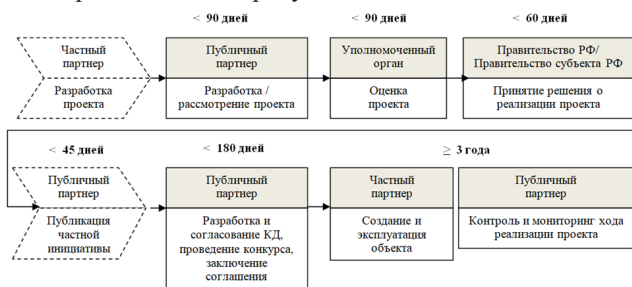 < 90 дней
< 90 дней
< 60 дней
Частный
партнер
Разработка
проекта
Публичный
партнер
Разработка /
рассмотрение проекта
Уполномоченный
орган
Оценка
проекта
Правительство РФ/
Правительство субъекта РФ
Принятие решения о
реализации проекта
< 45 дней
< 180 дней
≥ 3 года
Публичный
партнер
Публикация
частной
инициативы
Публичный
партнер
Разработка и
согласование КД,
проведение конкурса,
заключение
соглашения
Частный
партнер
Создание и
эксплуатация
объекта
Публичный
партнер
Контроль и мониторинг хода
реализации проекта